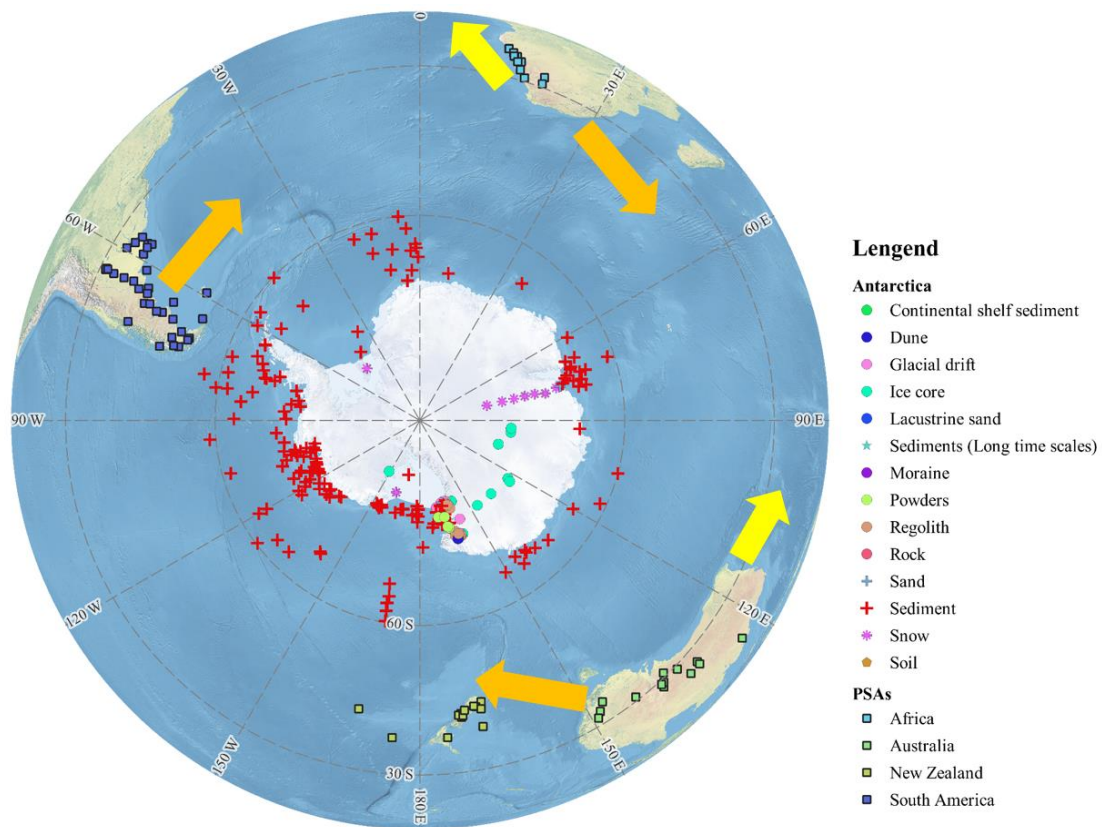 0
30 W
30 E
60 W
60 E
90 W
90 E
120 W
120 E
60 S
150 W
150 E
30 S
180 E
Lengend
Antarctica
Continental shelf sediment
Dune
Glacial drift
Ice core
Lacustrine sand
Sediments (Long time scales)
Moraine
Powders
Regolith
Rock
Sand
Sediment
Snow
Soil
PSAs
Africa
Australia
New Zealand
South America